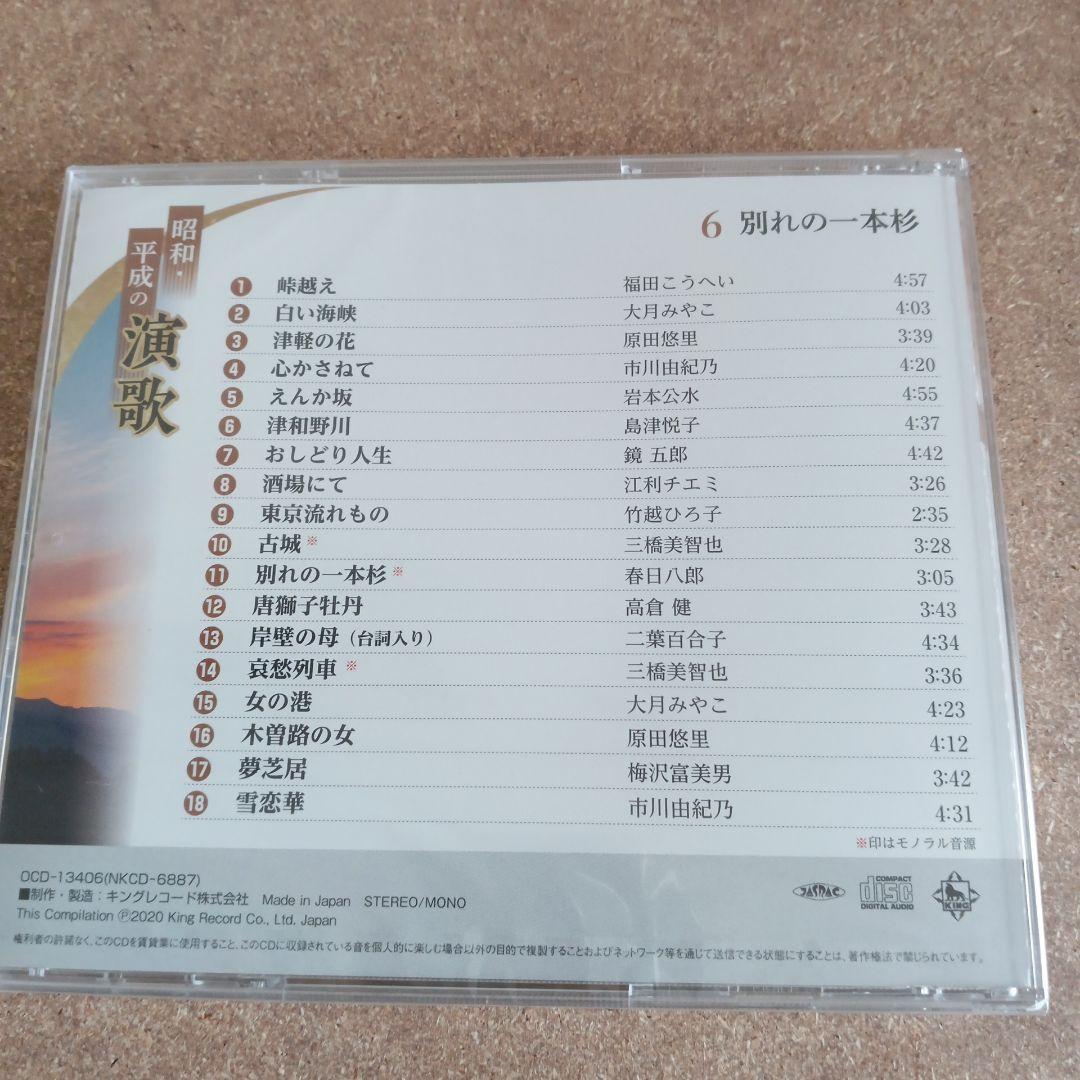 昭和・
平成の
演歌
6 別れの一本杉
1 峠越え 福田こうへい 4:57
2 白い海峡 大月みやこ 4:03
3 津軽の花 原田悠里 3:39
4 心かさねて 市川由紀乃 4:20
5 えんか坂 岩本公水 4:55
6 津和野川 島津悦子 4:37
7 おしどり人生 鏡 五郎 4:42
8 酒場にて 江利チエミ 3:26
9 東京流れもの 竹越ひろ子 2:35
10 古城※ 三橋美智也 3:28
11 別れの一本杉※ 春日八郎 3:05
12 唐獅子牡丹 高倉 健 3:43
13 岸壁の母（台詞入り） 二葉百合子 4:34
14 哀愁列車 ※ 三橋美智也 3:36
15 女の港 大月みやこ 4:23
16 木曽路の女 原田悠里 4:12
17 夢芝居 梅沢富美男 3:42
18 雪恋華 市川由紀乃 4:31
※印はモノラル音源
OCD-13406(NKCD-6887)
■制作・製造：キングレコード株式会社 Made in Japan STEREO/MONO
This Compilation ℗2020 King Record Co., Ltd. Japan
JASRAC
COMPACT
disc
DIGITAL AUDIO
KING
権利者の許諾なく、このCDを賃貸業に使用すること、このCDに収録されている音を個人的に楽しむ場合以外の目的で複製することおよびネットワーク等を通じて送信できる状態にすることは、著作権法で禁じられています。